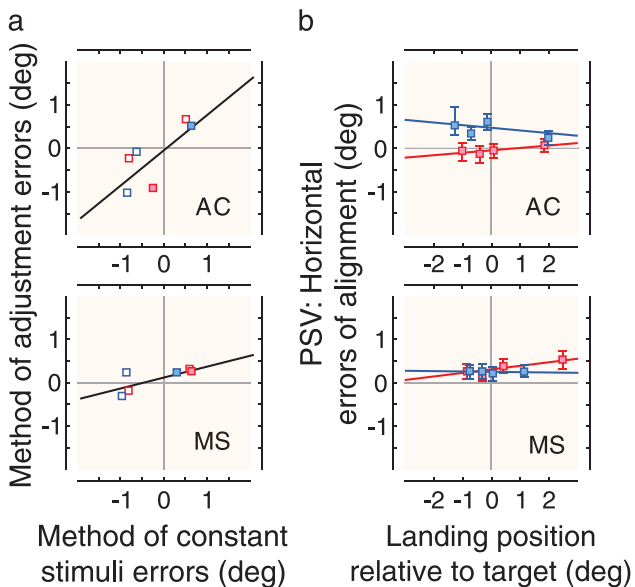 a
b
Method of adjustment errors (deg)
1
0
-1
AC
-1 0 1
1
0
-1
MS
-1 0 1
Method of constant
stimuli errors (deg)
PSV: Horizontal
errors of alignment (deg)
1
0
-1
AC
-2 -1 0 1 2
1
0
-1
MS
-2 -1 0 1 2
Landing position
relative to target (deg)